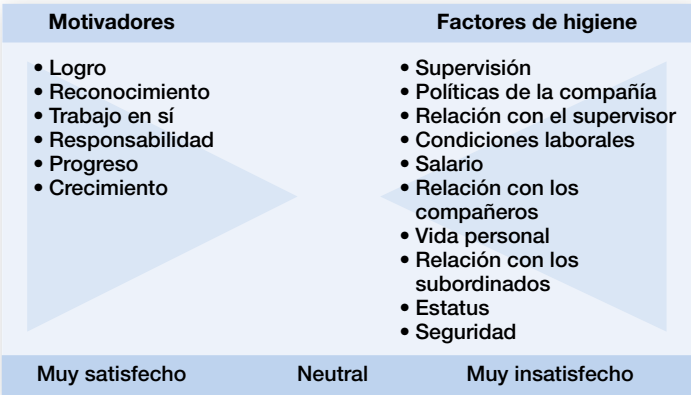 Motivadores
Factores de higiene
• Logro
• Reconocimiento
• Trabajo en sí
• Responsabilidad
• Progreso
• Crecimiento
• Supervisión
• Políticas de la compañía
• Relación con el supervisor
• Condiciones laborales
• Salario
• Relación con los
compañeros
• Vida personal
• Relación con los
subordinados
• Estatus
• Seguridad
Muy satisfecho
Neutral
Muy insatisfecho